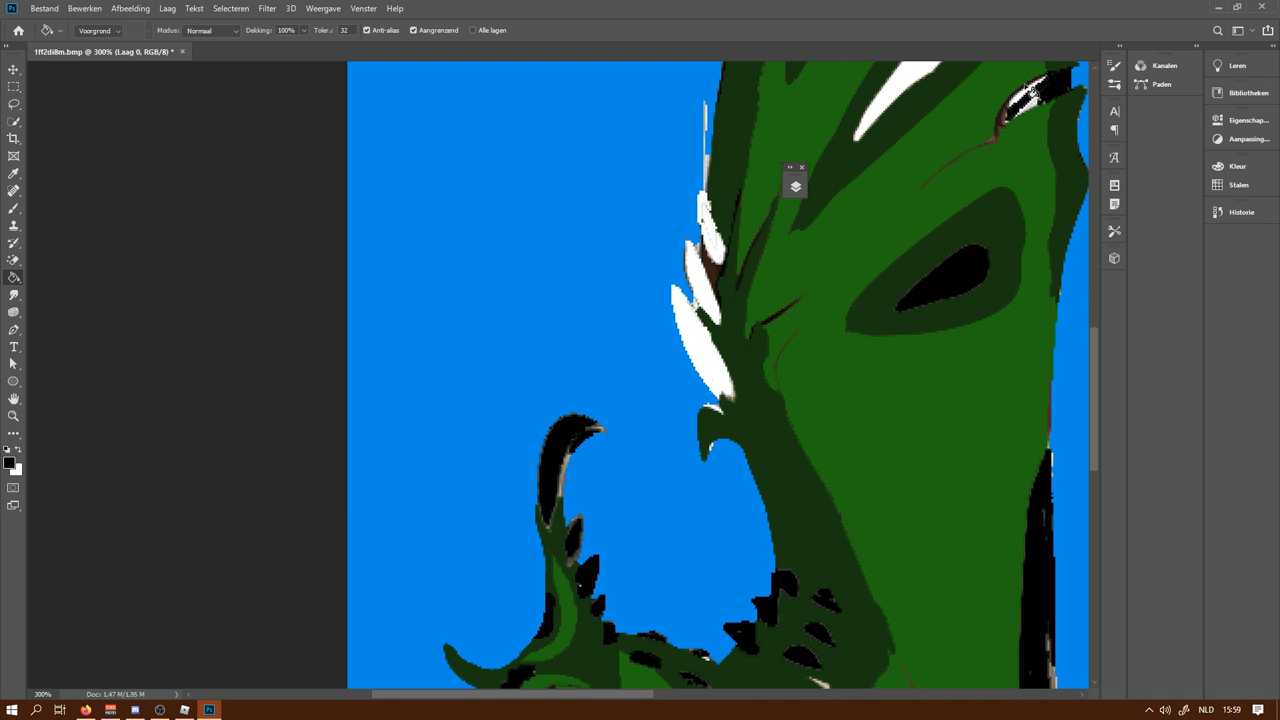 Ps Bestand Bewerken Afbeelding Laag Tekst Selecteren Filter 3D Weergave Venster Help
Voorgrond Modus: Normaal Dekking: 100% Toler.: 32 Anti-alias Aangrenzend Alle lagen
1ff2di8m.bmp @ 300% (Laag 0, RGB/8) *
Kanalen
Paden
Leren
Bibliotheken
Eigenschap...
Aanpassing...
Kleur
Stalen
Historie
300% Doc: 1.47 M/1.95 M
NLD 15:59